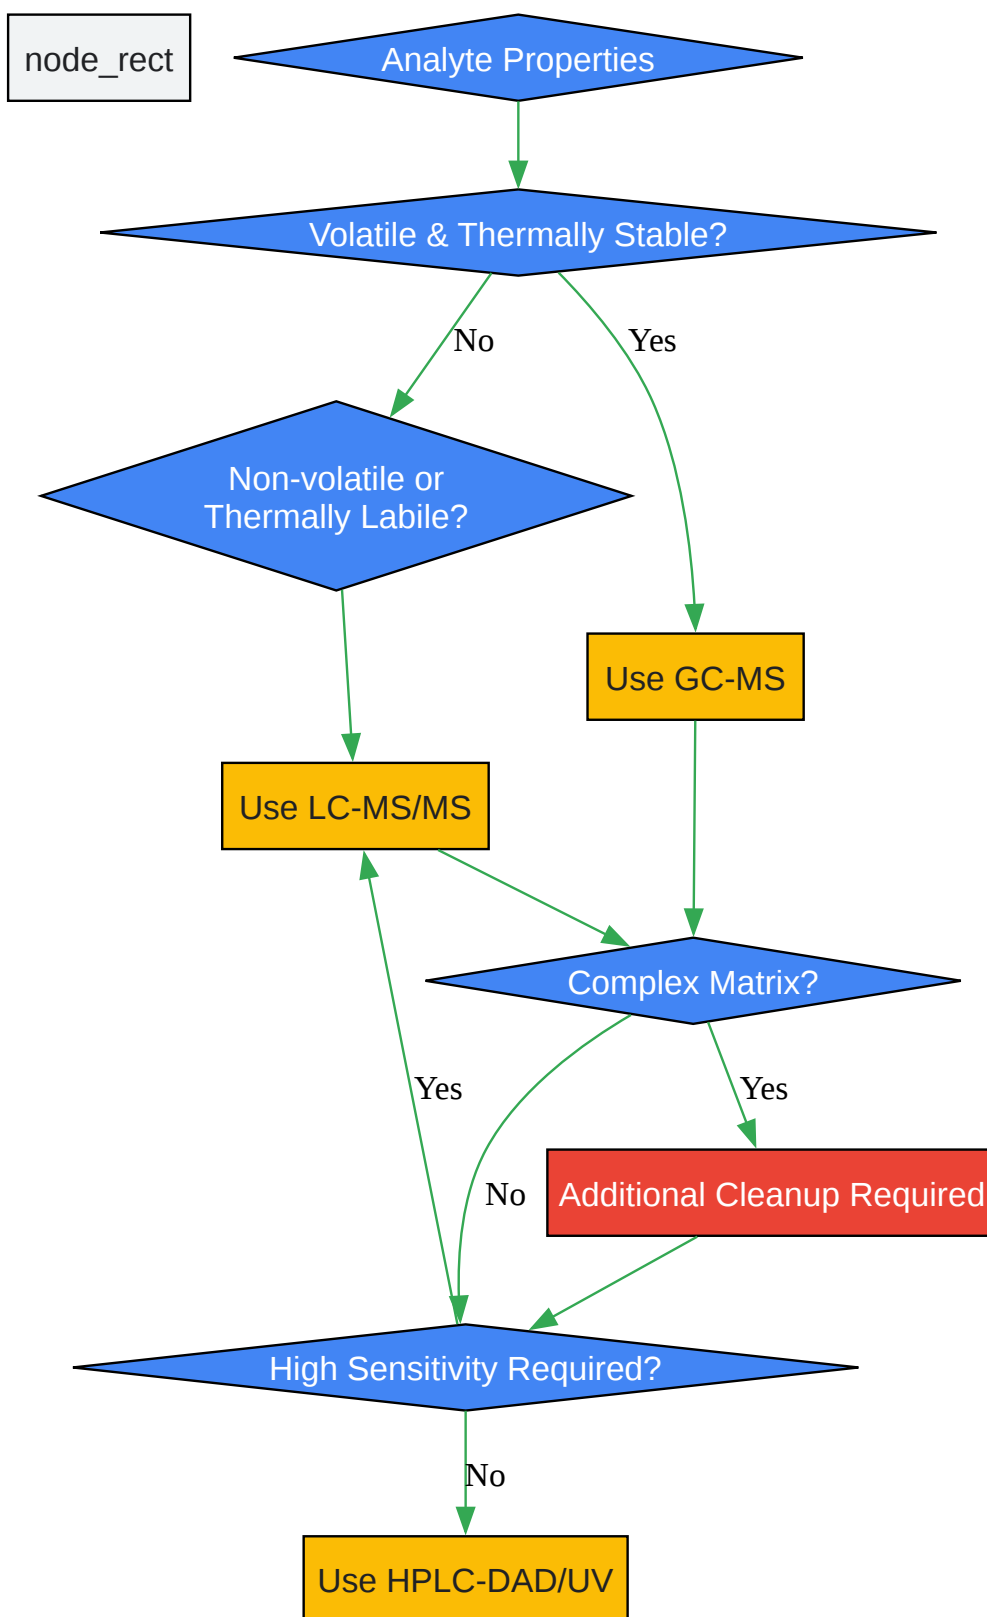 node_rect
Analyte Properties
Volatile & Thermally Stable?
No
Yes
Non-volatile or
Thermally Labile?
Use GC-MS
Use LC-MS/MS
Complex Matrix?
Yes
Yes
No
Additional Cleanup Required
High Sensitivity Required?
No
Use HPLC-DAD/UV